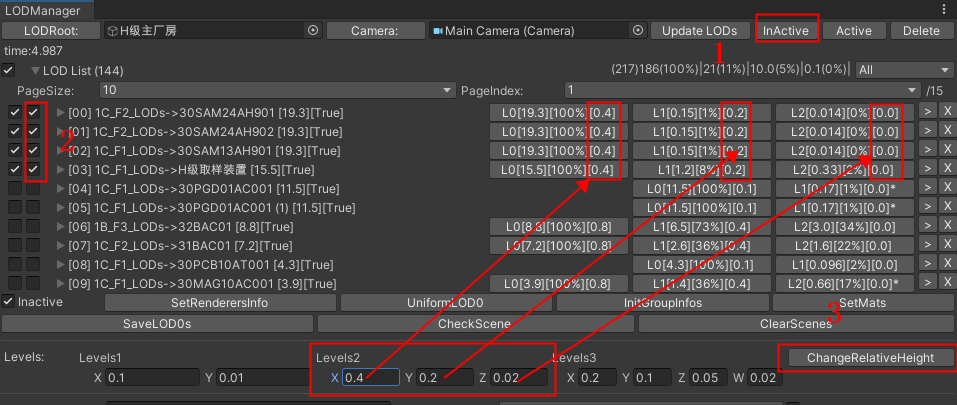 LODManager
LODRoot: H级主厂房 Camera: Main Camera (Camera) Update LODs InActive Active Delete
time:4.987
1
LOD List (144) (217)186(100%)|21(11%)|10.0(5%)|0.1(0%)| All
PageSize: 10 PageIndex: 1 /15
[00] 1C_F2_LODs->30SAM24AH901 [19.3][True] L0[19.3][100%][0.4] L1[0.15][1%][0.2] L2[0.014][0%][0.0] > X
[01] 1C_F2_LODs->30SAM24AH902 [19.3][True] L0[19.3][100%][0.4] L1[0.15][1%][0.2] L2[0.014][0%][0.0] > X
2
[02] 1C_F1_LODs->30SAM13AH901 [19.3][True] L0[19.3][100%][0.4] L1[0.15][1%][0.2] L2[0.014][0%][0.0] > X
[03] 1C_F1_LODs->H级取样装置 [15.5][True] L0[15.5][100%][0.4] L1[1.2][8%][0.2] L2[0.33][2%][0.0] > X
[04] 1C_F1_LODs->30PGD01AC001 [11.5][True] L0[11.5][100%][0.1] L1[0.17][1%][0.0]* > X
[05] 1C_F1_LODs->30PGD01AC001 (1) [11.5][True] L0[11.5][100%][0.1] L1[0.17][1%][0.0]* > X
[06] 1B_F3_LODs->32BAC01 [8.8][True] L0[8.8][100%][0.8] L1[6.5][73%][0.4] L2[3.0][34%][0.0] > X
[07] 1C_F2_LODs->31BAC01 [7.2][True] L0[7.2][100%][0.8] L1[2.6][36%][0.4] L2[1.6][22%][0.0] > X
[08] 1C_F1_LODs->30PCB10AT001 [4.3][True] L0[4.3][100%][0.1] L1[0.096][2%][0.0] > X
[09] 1C_F1_LODs->30MAG10AC001 [3.9][True] L0[3.9][100%][0.8] L1[1.4][36%][0.4] L2[0.66][17%][0.0]* > X
Inactive SetRenderersInfo UniformLOD0 InitGroupInfos SetMats
3
SaveLOD0s CheckScene ClearScenes
Levels: Levels1 Levels2 Levels3 ChangeRelativeHeight
X 0.1 Y 0.01 X 0.4 Y 0.2 Z 0.02 X 0.2 Y 0.1 Z 0.05 W 0.02